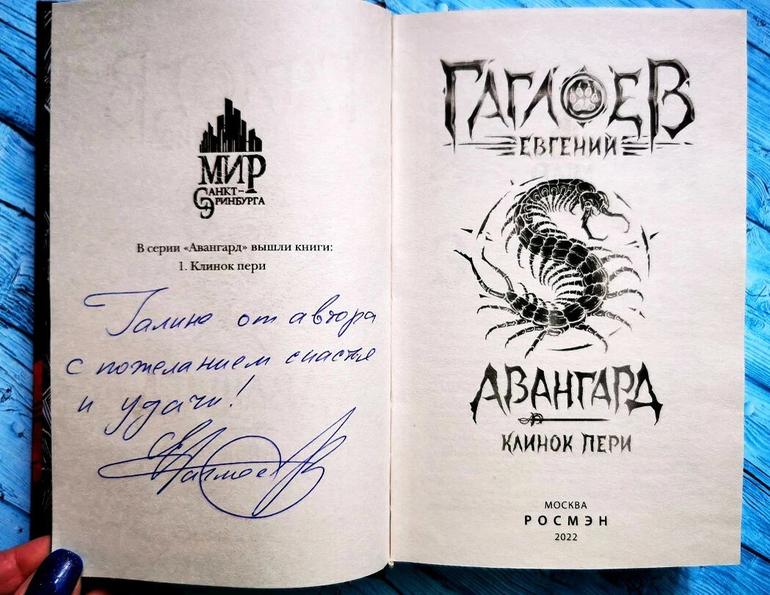 МИР
САНКТ-
ЭРИНБУРГА
В серии «Авангард» вышли книги:
1. Клинок пери
Галине от автора
с пожеланием счастья
и удачи!
ГАГЛОЕВ
ЕВГЕНИЙ
АВАНГАРД
КЛИНОК ПЕРИ
МОСКВА
РОСМЭН
2022